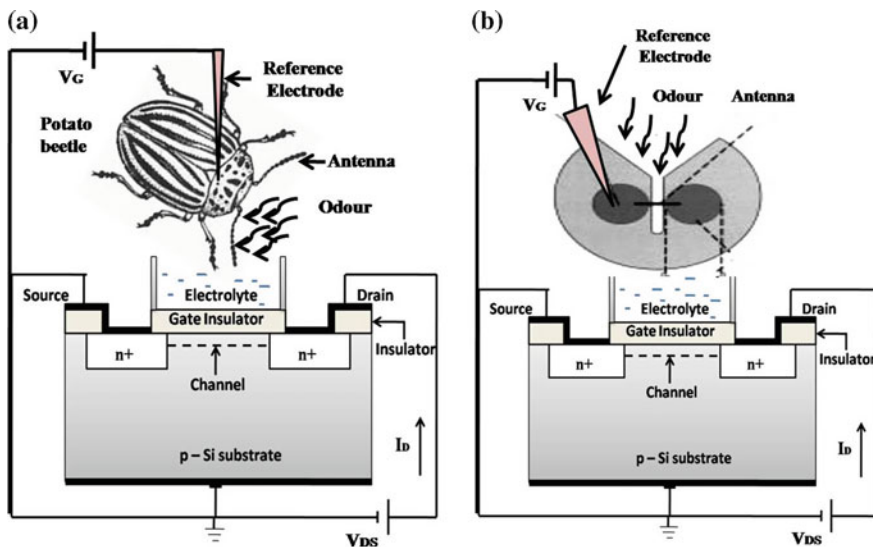 (a)
VG
Reference
Electrode
Potato
beetle
Antenna
Odour
Source
Electrolyte
Drain
Gate Insulator
Insulator
n+
n+
Channel
ID
p – Si substrate
VDS
(b)
Reference
Electrode
VG
Odour
Antenna
Source
Electrolyte
Drain
Gate Insulator
Insulator
n+
n+
Channel
ID
p – Si substrate
VDS